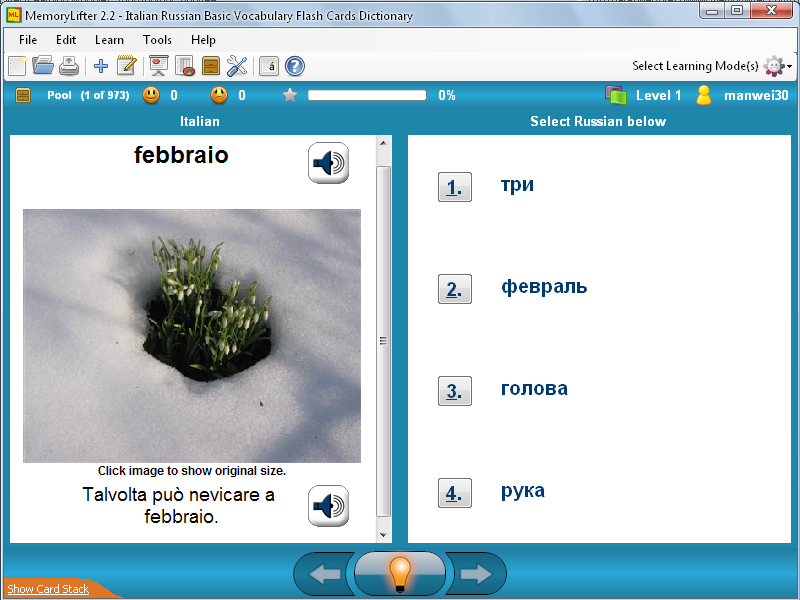 MemoryLifter 2.2 - Italian Russian Basic Vocabulary Flash Cards Dictionary
File Edit Learn Tools Help
á ? Select Learning Mode(s)
Pool (1 of 973) 0 0 0% Level 1 manwei30
Italian
Select Russian below
febbraio
Click image to show original size.
Talvolta può nevicare a
febbraio.
1. три
2. февраль
3. голова
4. рука
Show Card Stack